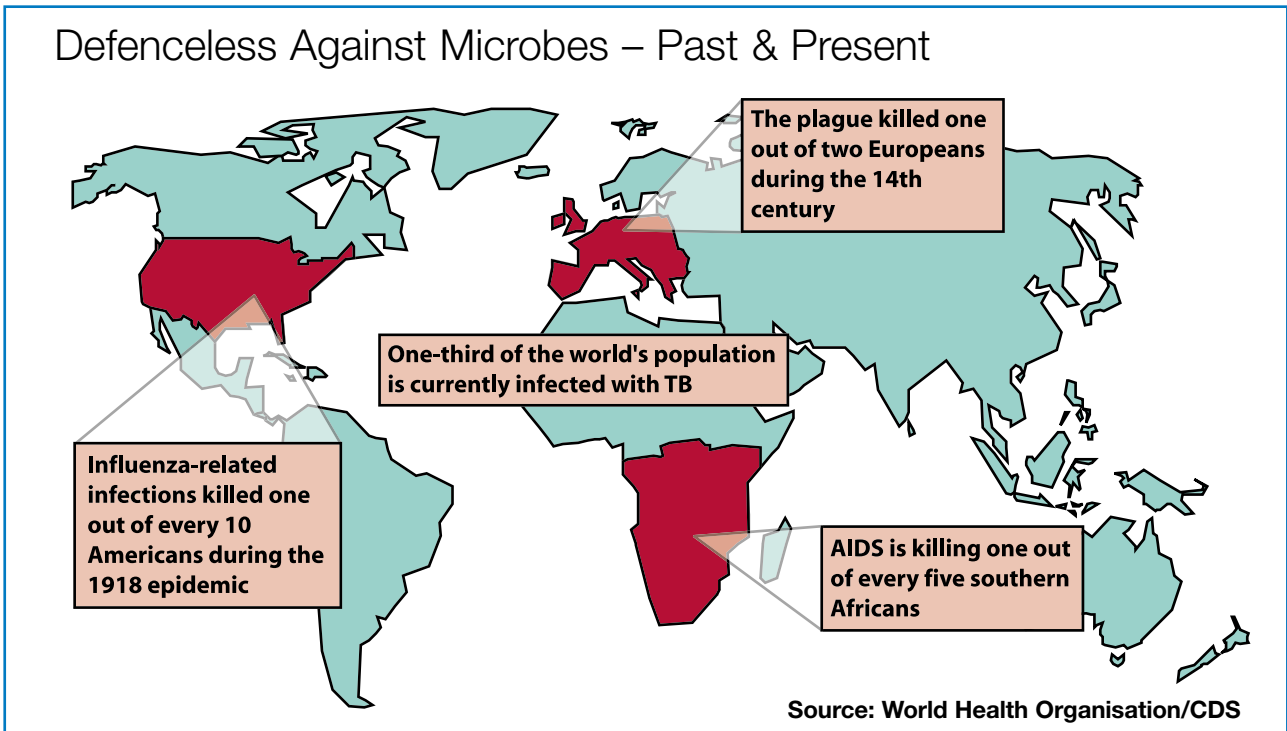 Defenceless Against Microbes – Past & Present
The plague killed one
out of two Europeans
during the 14th
century
One-third of the world's population
is currently infected with TB
Influenza-related
infections killed one
out of every 10
Americans during the
1918 epidemic
AIDS is killing one out
of every five southern
Africans
Source: World Health Organisation/CDS